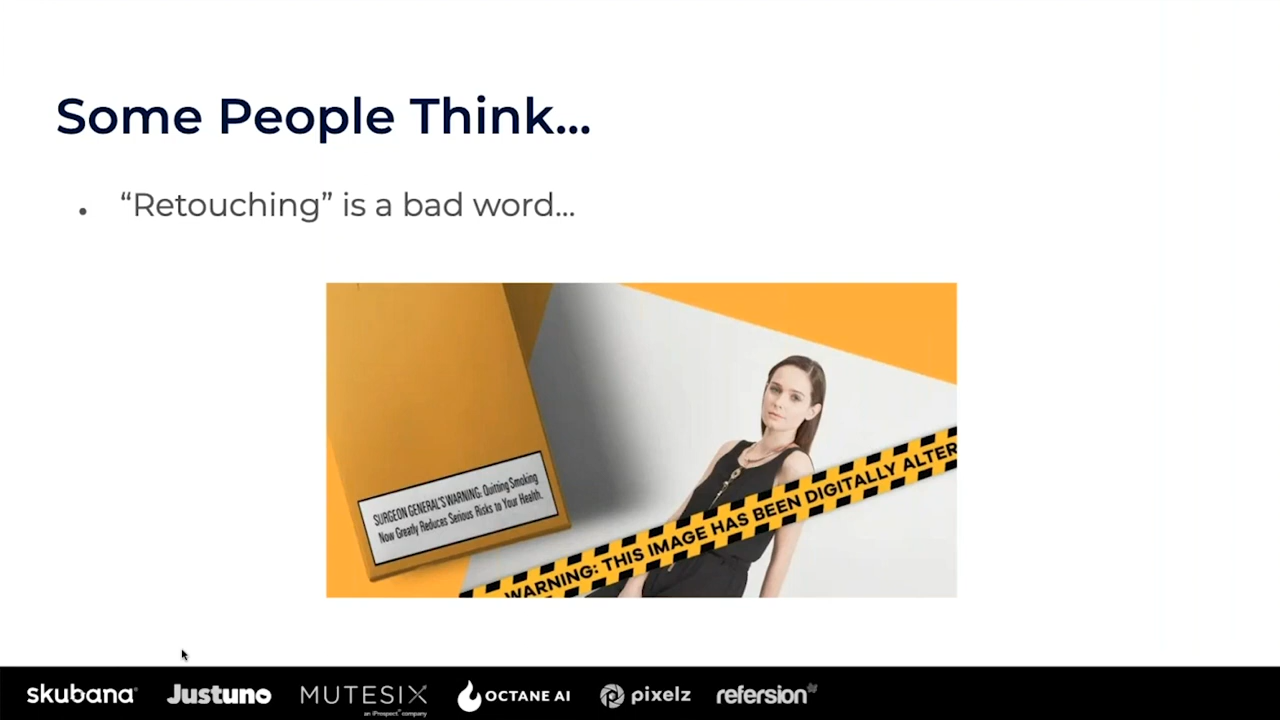 Some People Think...
• “Retouching” is a bad word...
SURGEON GENERAL'S WARNING: Quitting Smoking
Now Greatly Reduces Serious Risks to Your Health.
WARNING: THIS IMAGE HAS BEEN DIGITALLY ALTER
skubana
Justuno
MUTESIX
an iProspect company
OCTANE AI
pixelz
refersion